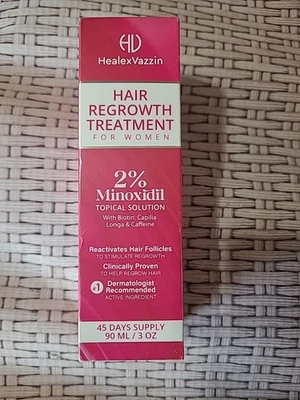 HV
HealexVazzin
HAIR
REGROWTH
TREATMENT
FOR WOMEN
2%
Minoxidil
TOPICAL SOLUTION
With Biotin, Capilia
Longa & Caffeine
Reactivates Hair Follicles
TO STIMULATE REGROWTH
Clinically Proven
TO HELP REGROW HAIR
#1 Dermatologist
Recommended
ACTIVE INGREDIENT
45 DAYS SUPPLY
90 ML / 3 OZ